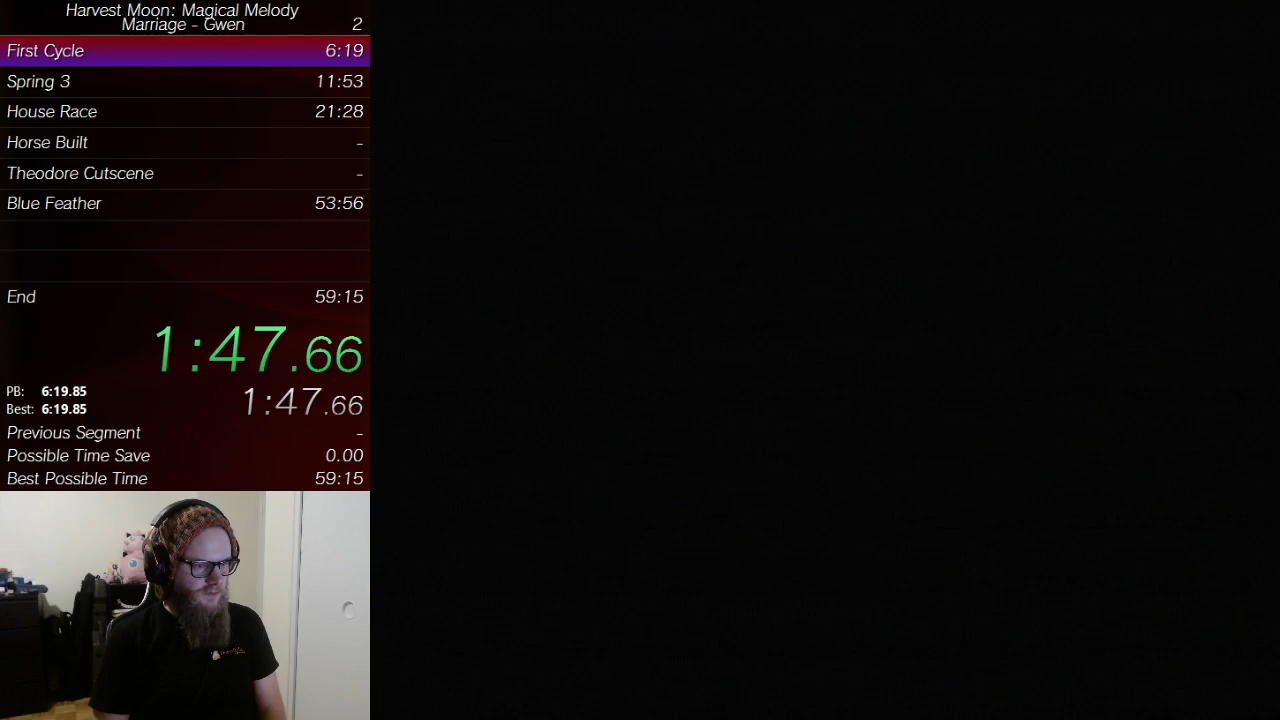 Harvest Moon: Magical Melody
Marriage - Gwen 2
First Cycle 6:19
Spring 3 11:53
House Race 21:28
Horse Built -
Theodore Cutscene -
Blue Feather 53:56
End 59:15
1:47.66
PB: 6:19.85
Best: 6:19.85
1:47.66
Previous Segment -
Possible Time Save 0.00
Best Possible Time 59:15